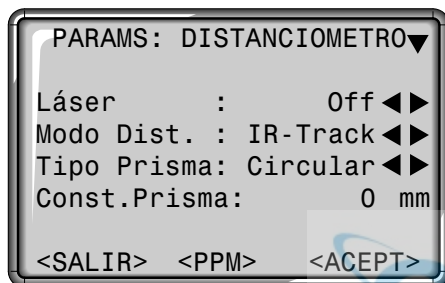 PARAMS: DISTANCIOMETRO▼
Láser : Off◀▶
Modo Dist. : IR-Track◀▶
Tipo Prisma: Circular◀▶
Const.Prisma: 0 mm
<SALIR> <PPM> <ACEPT>